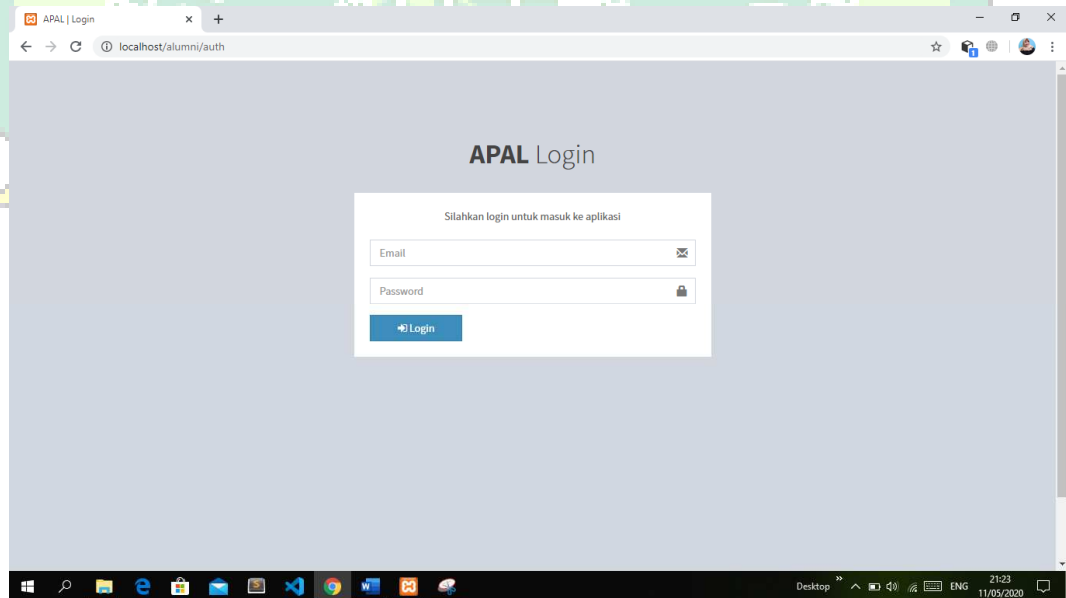 APAL | Login
localhost/alumni/auth
1
APAL Login
Silahkan login untuk masuk ke aplikasi
Email
Password
Login
Desktop
ENG
21:23
11/05/2020